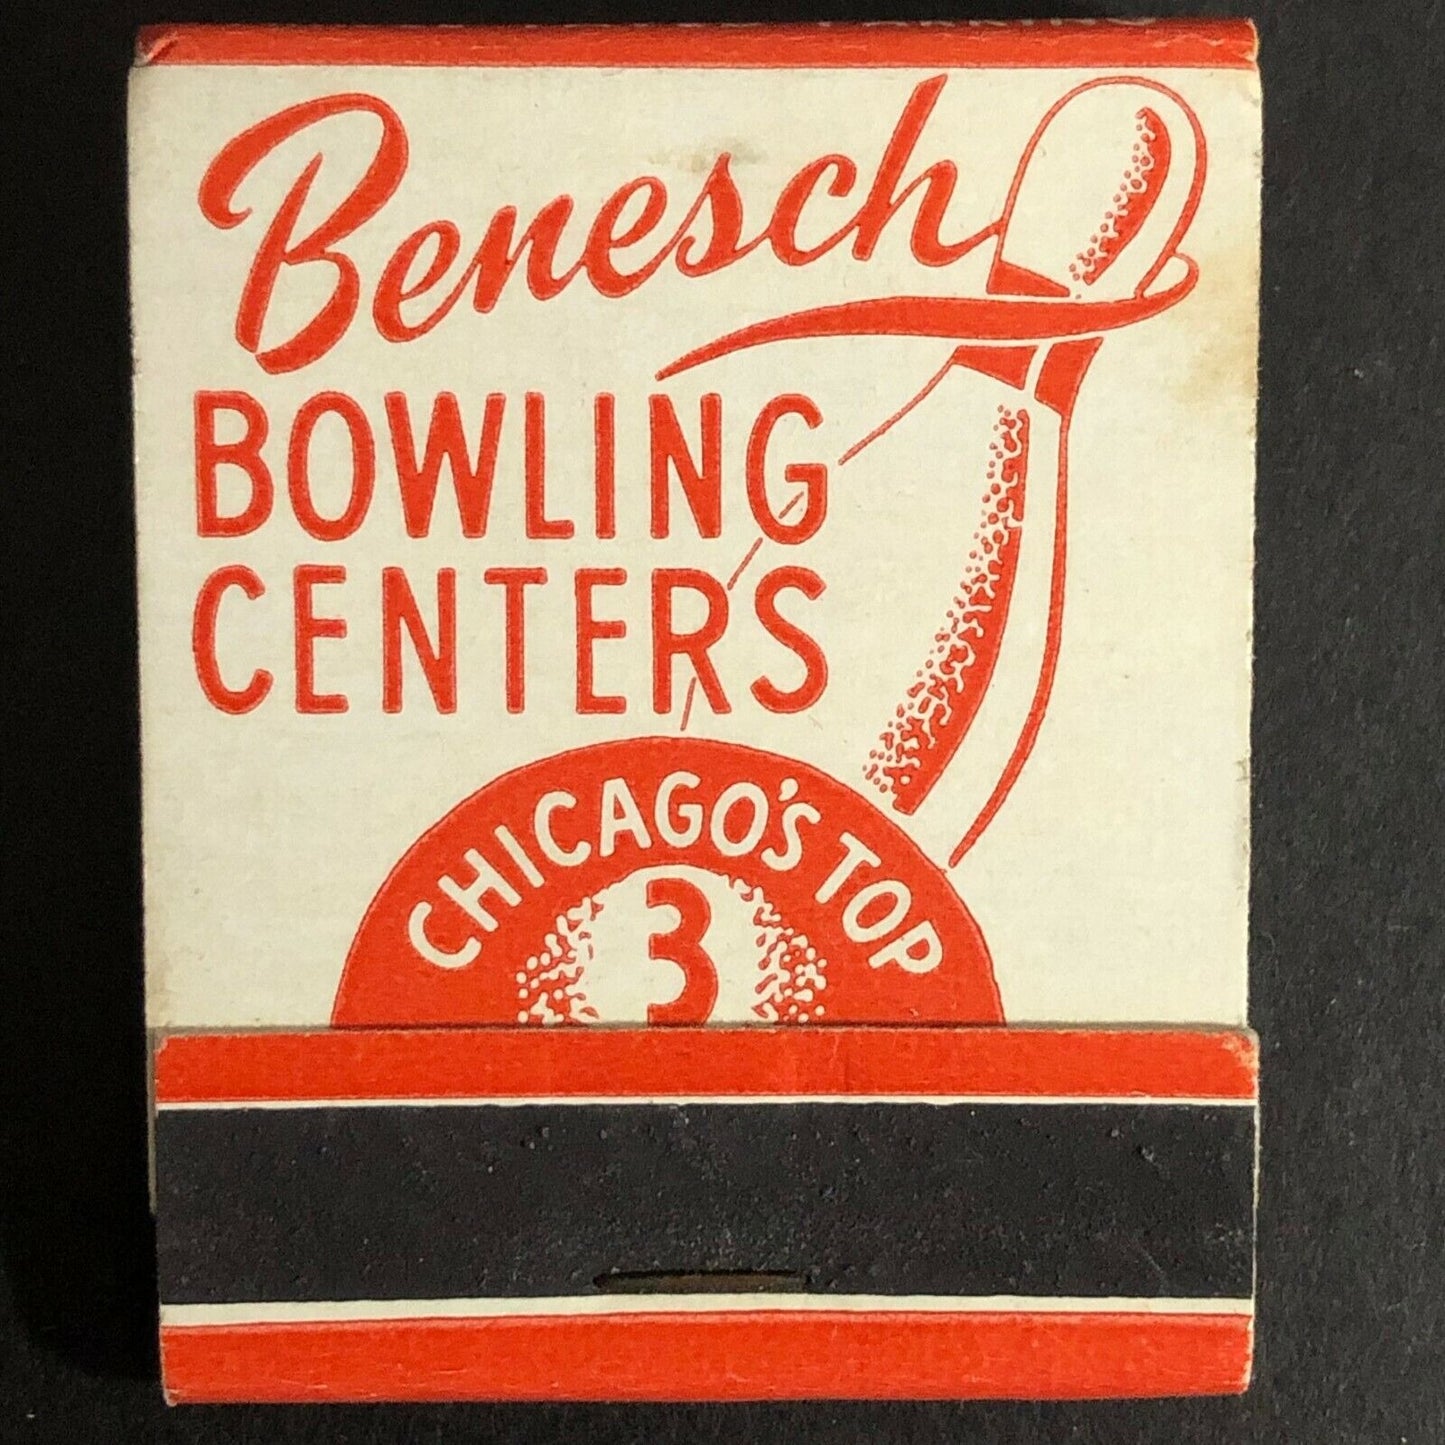 Benesch
BOWLING
CENTERS
CHICAGO'S TOP
3